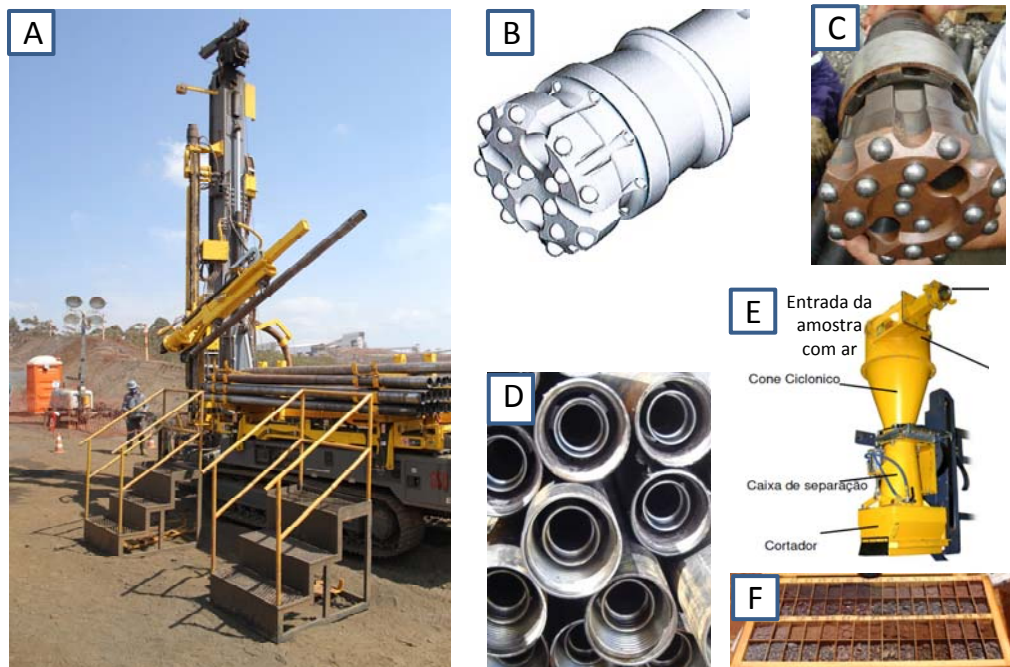 A
B
C
D
E
Entrada da
amostra
com ar
Cone Ciclonico
Caixa de separação
Cortador
F